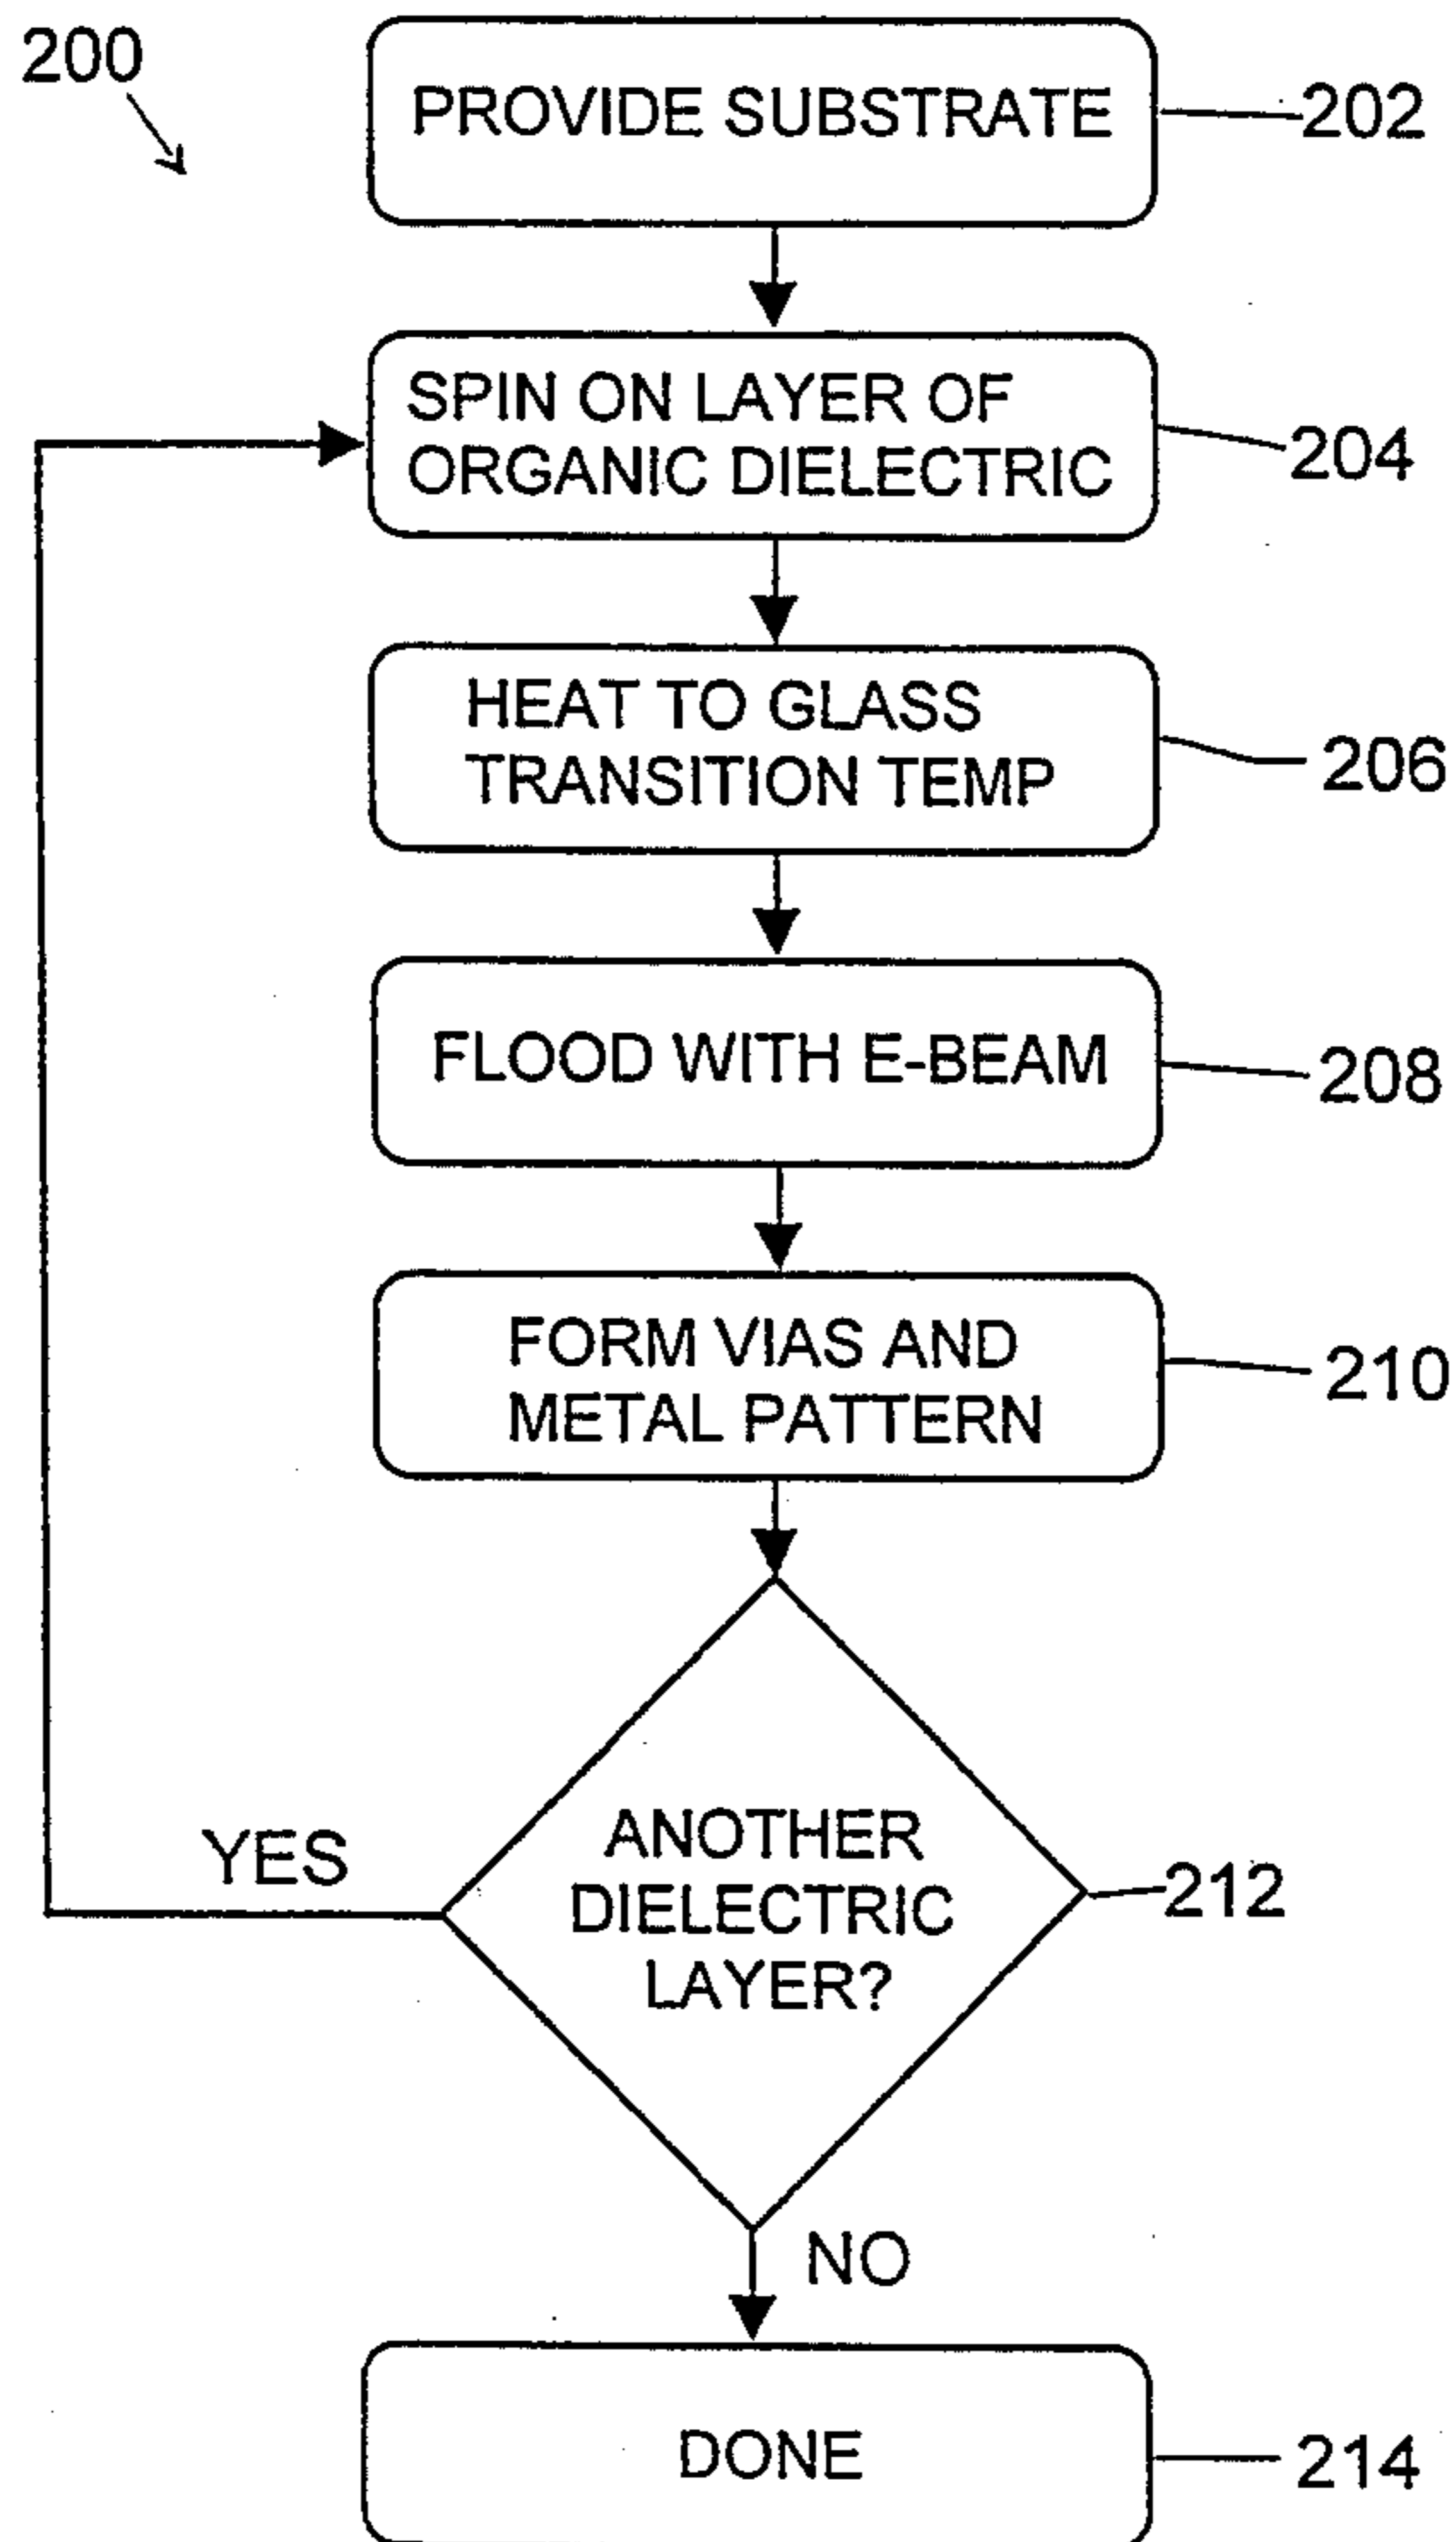 200
PROVIDE SUBSTRATE
202
SPIN ON LAYER OF
ORGANIC DIELECTRIC
204
HEAT TO GLASS
TRANSITION TEMP
206
FLOOD WITH E-BEAM
208
FORM VIAS AND
METAL PATTERN
210
ANOTHER
DIELECTRIC
LAYER?
212
YES
NO
DONE
214